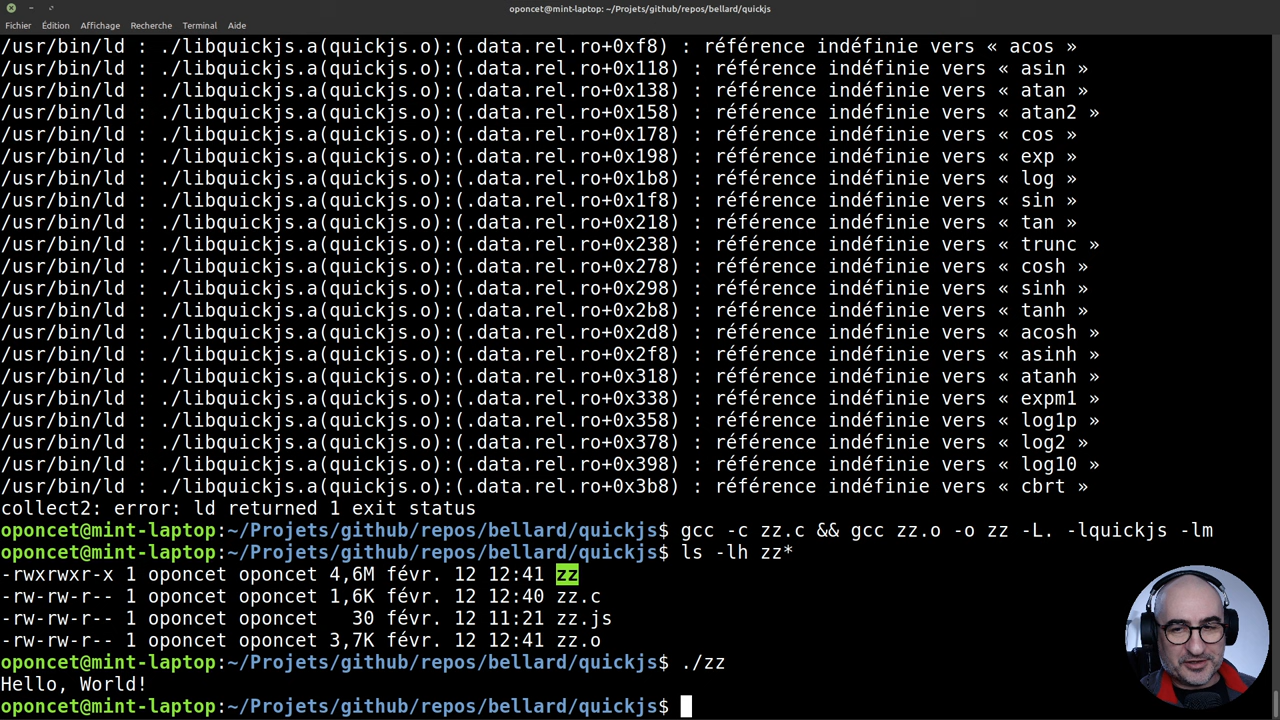 oponcet@mint-laptop:~/Projets/github/repos/bellard/quickjs
Fichier Édition Affichage Recherche Terminal Aide
/usr/bin/ld : ./libquickjs.a(quickjs.o):(.data.rel.ro+0xf8) : référence indéfinie vers « acos »
/usr/bin/ld : ./libquickjs.a(quickjs.o):(.data.rel.ro+0x118) : référence indéfinie vers « asin »
/usr/bin/ld : ./libquickjs.a(quickjs.o):(.data.rel.ro+0x138) : référence indéfinie vers « atan »
/usr/bin/ld : ./libquickjs.a(quickjs.o):(.data.rel.ro+0x158) : référence indéfinie vers « atan2 »
/usr/bin/ld : ./libquickjs.a(quickjs.o):(.data.rel.ro+0x178) : référence indéfinie vers « cos »
/usr/bin/ld : ./libquickjs.a(quickjs.o):(.data.rel.ro+0x198) : référence indéfinie vers « exp »
/usr/bin/ld : ./libquickjs.a(quickjs.o):(.data.rel.ro+0x1b8) : référence indéfinie vers « log »
/usr/bin/ld : ./libquickjs.a(quickjs.o):(.data.rel.ro+0x1f8) : référence indéfinie vers « sin »
/usr/bin/ld : ./libquickjs.a(quickjs.o):(.data.rel.ro+0x218) : référence indéfinie vers « tan »
/usr/bin/ld : ./libquickjs.a(quickjs.o):(.data.rel.ro+0x238) : référence indéfinie vers « trunc »
/usr/bin/ld : ./libquickjs.a(quickjs.o):(.data.rel.ro+0x278) : référence indéfinie vers « cosh »
/usr/bin/ld : ./libquickjs.a(quickjs.o):(.data.rel.ro+0x298) : référence indéfinie vers « sinh »
/usr/bin/ld : ./libquickjs.a(quickjs.o):(.data.rel.ro+0x2b8) : référence indéfinie vers « tanh »
/usr/bin/ld : ./libquickjs.a(quickjs.o):(.data.rel.ro+0x2d8) : référence indéfinie vers « acosh »
/usr/bin/ld : ./libquickjs.a(quickjs.o):(.data.rel.ro+0x2f8) : référence indéfinie vers « asinh »
/usr/bin/ld : ./libquickjs.a(quickjs.o):(.data.rel.ro+0x318) : référence indéfinie vers « atanh »
/usr/bin/ld : ./libquickjs.a(quickjs.o):(.data.rel.ro+0x338) : référence indéfinie vers « expm1 »
/usr/bin/ld : ./libquickjs.a(quickjs.o):(.data.rel.ro+0x358) : référence indéfinie vers « log1p »
/usr/bin/ld : ./libquickjs.a(quickjs.o):(.data.rel.ro+0x378) : référence indéfinie vers « log2 »
/usr/bin/ld : ./libquickjs.a(quickjs.o):(.data.rel.ro+0x398) : référence indéfinie vers « log10 »
/usr/bin/ld : ./libquickjs.a(quickjs.o):(.data.rel.ro+0x3b8) : référence indéfinie vers « cbrt »
collect2: error: ld returned 1 exit status
oponcet@mint-laptop:~/Projets/github/repos/bellard/quickjs$ gcc -c zz.c && gcc zz.o -o zz -L. -lquickjs -lm
oponcet@mint-laptop:~/Projets/github/repos/bellard/quickjs$ ls -lh zz*
-rwxrwxr-x 1 oponcet oponcet 4,6M févr. 12 12:41 zz
-rw-rw-r-- 1 oponcet oponcet 1,6K févr. 12 12:40 zz.c
-rw-rw-r-- 1 oponcet oponcet   30 févr. 12 11:21 zz.js
-rw-rw-r-- 1 oponcet oponcet 3,7K févr. 12 12:41 zz.o
oponcet@mint-laptop:~/Projets/github/repos/bellard/quickjs$ ./zz
Hello, World!
oponcet@mint-laptop:~/Projets/github/repos/bellard/quickjs$